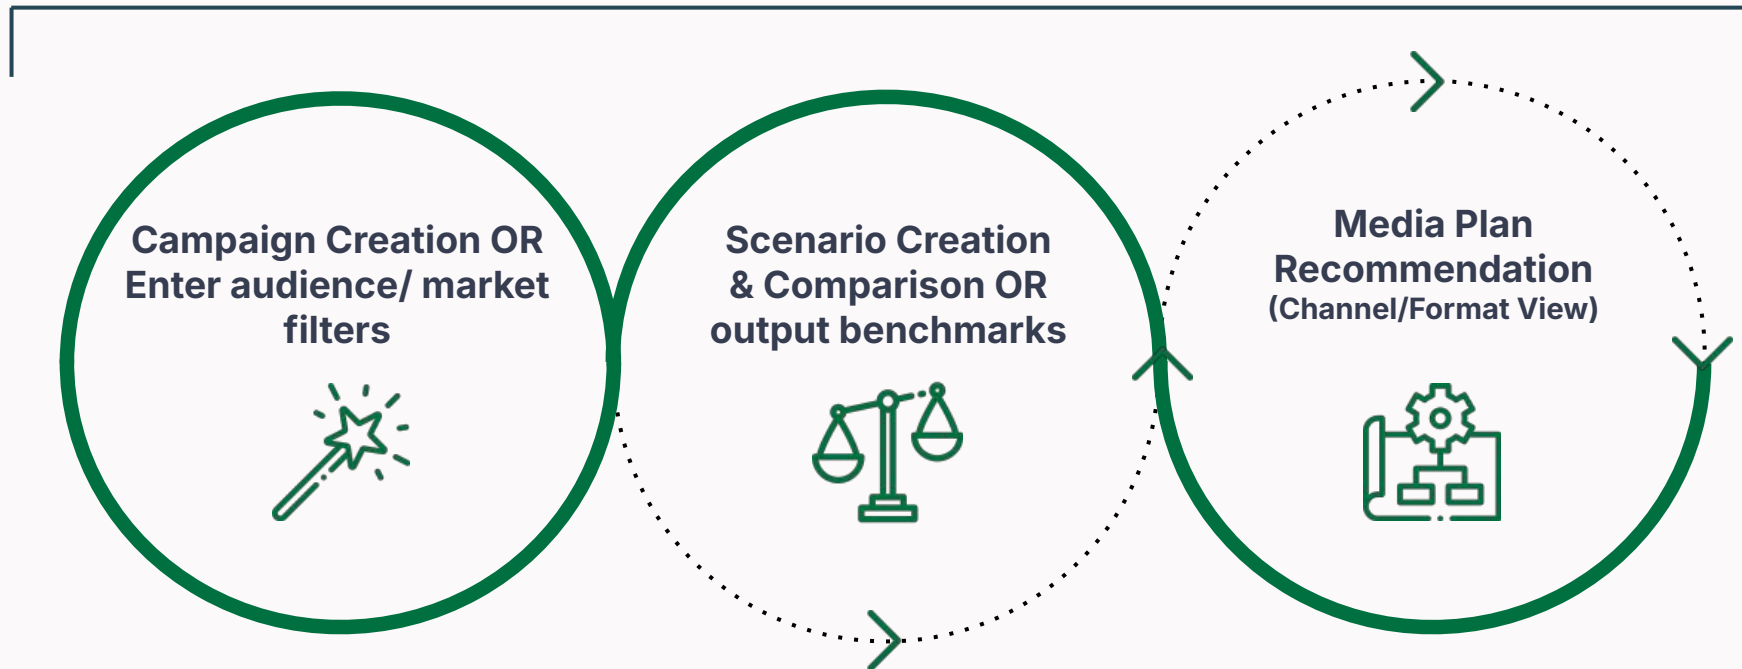 Campaign Creation OR
Enter audience/ market
filters
Scenario Creation
& Comparison OR
output benchmarks
Media Plan
Recommendation
(Channel/Format View)